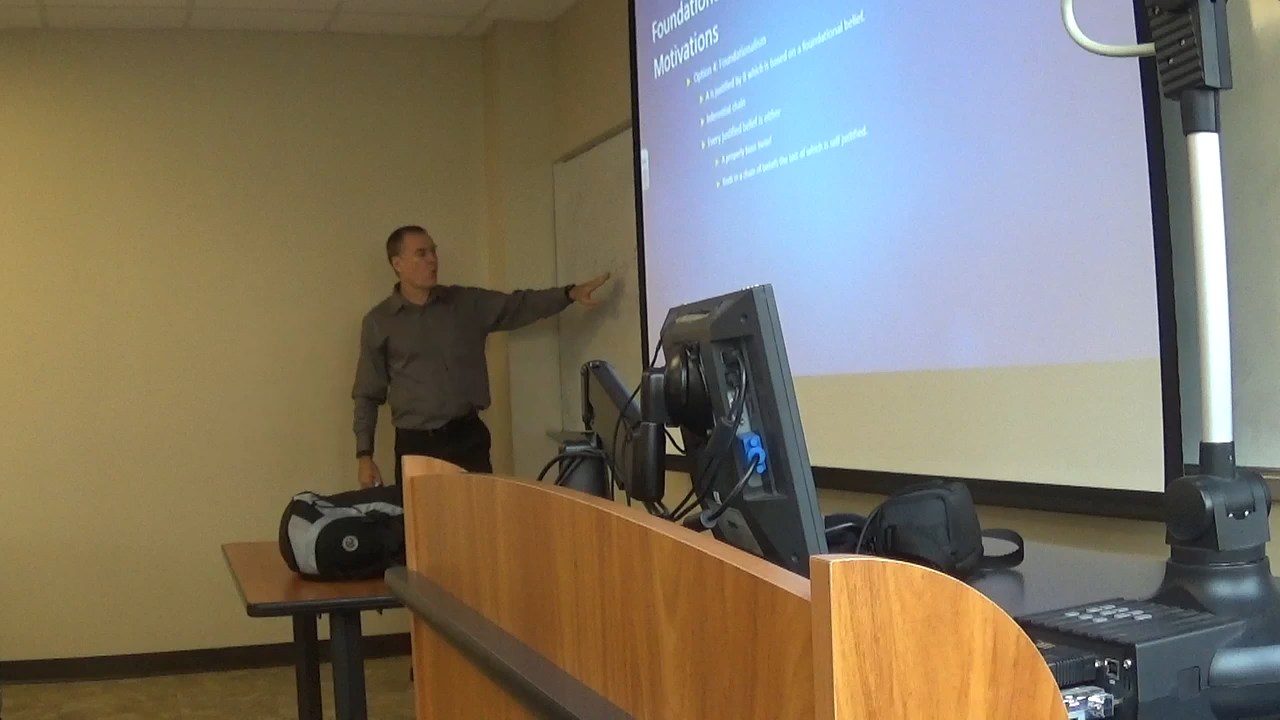 Foundation
Motivations
Option 4: Foundationalism
A is justified by B which is based on a foundational belief.
Inferential chain
Every justified belief is either
A properly basic belief
Ends in a chain of beliefs the last of which is self justified.